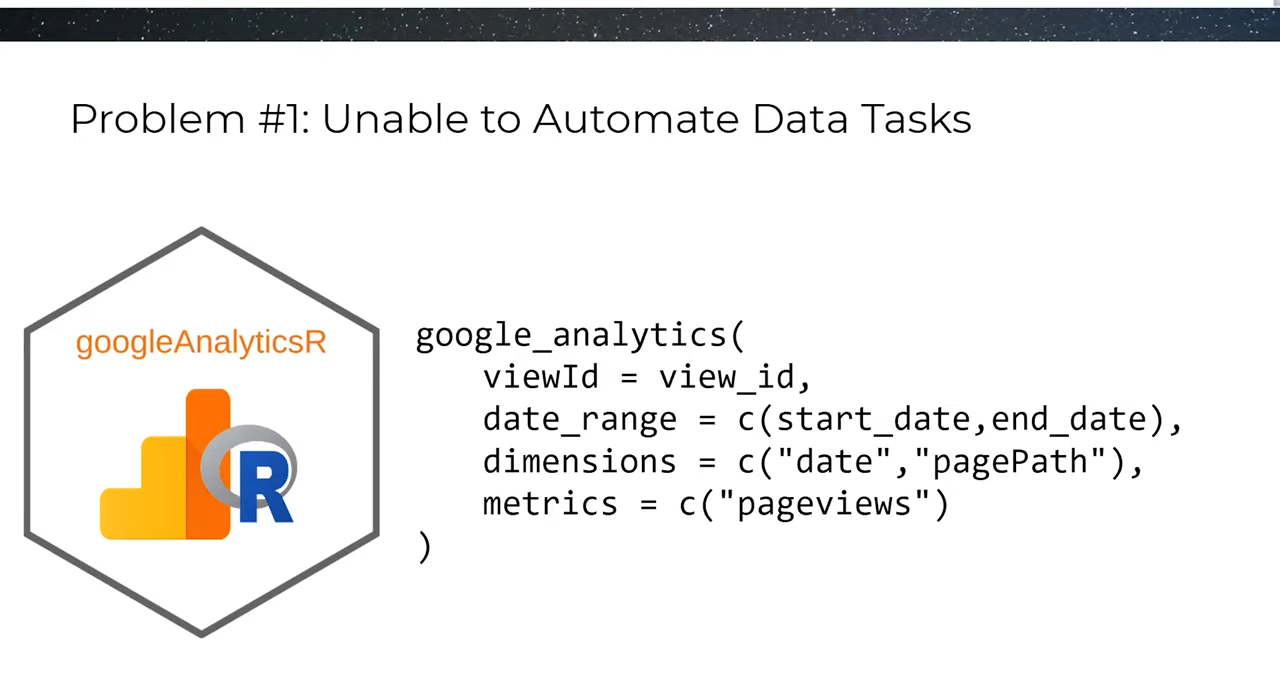 Problem #1: Unable to Automate Data Tasks
googleAnalyticsR
R
google_analytics(
viewId = view_id,
date_range = c(start_date,end_date),
dimensions = c("date","pagePath"),
metrics = c("pageviews")
)